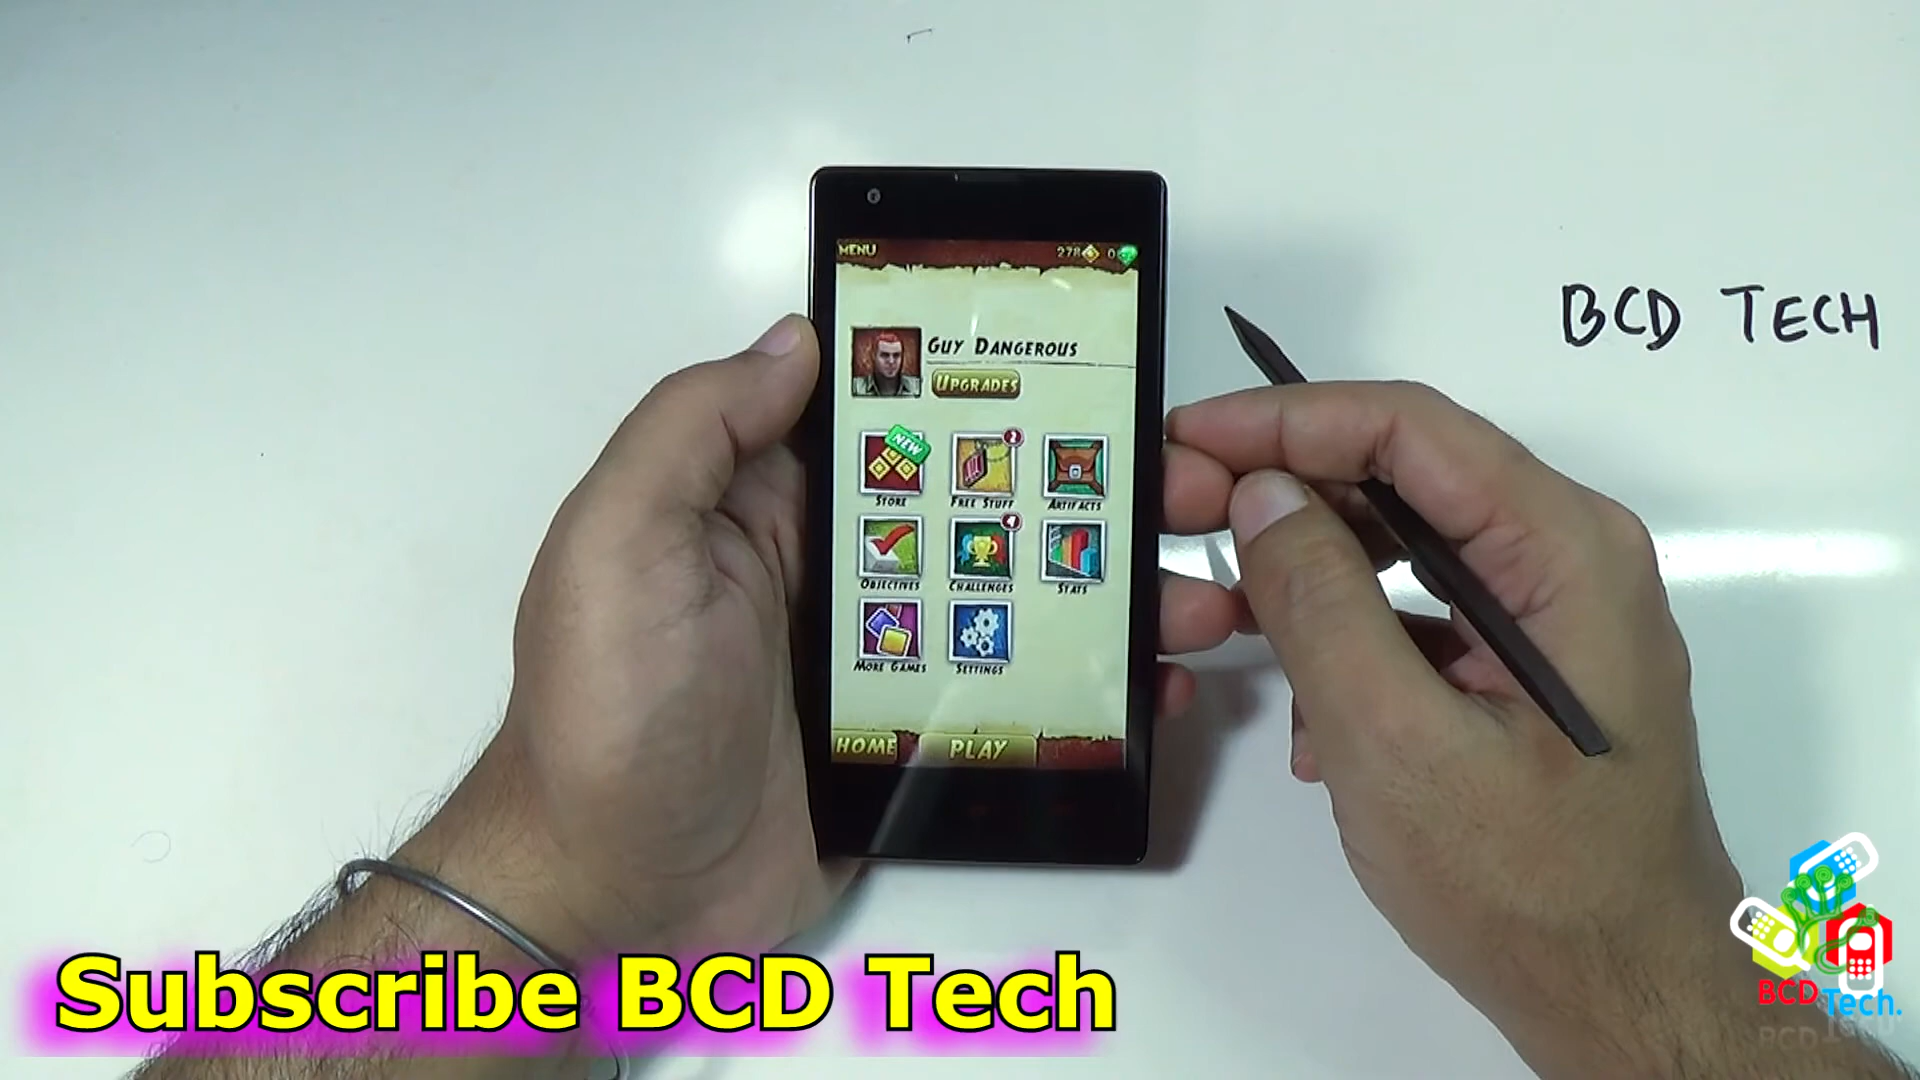 MENU
278 0
GUY DANGEROUS
UPGRADES
NEW
2
STORE
FREE STUFF
ARTIFACTS
4
OBJECTIVES
CHALLENGES
STATS
MORE GAMES
SETTINGS
HOME
PLAY
BCD TECH
BCD Tech.
Subscribe BCD Tech